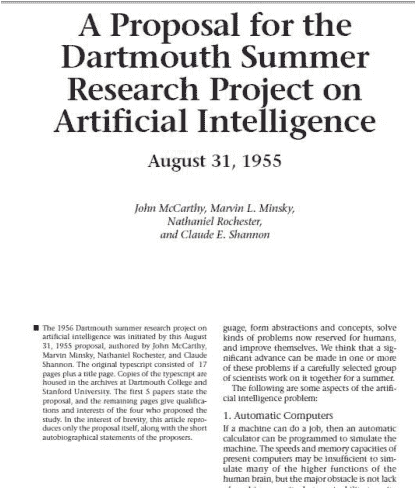 A Proposal for the
Dartmouth Summer
Research Project on
Artificial Intelligence
August 31, 1955
John McCarthy, Marvin L. Minsky,
Nathaniel Rochester,
and Claude E. Shannon
■ The 1956 Dartmouth summer research project on
artificial intelligence was initiated by this August
31, 1955 proposal, authored by John McCarthy,
Marvin Minsky, Nathaniel Rochester, and Claude
Shannon. The original typescript consisted of 17
pages plus a title page. Copies of the typescript are
housed in the archives at Dartmouth College and
Stanford University. The first 5 papers state the
proposal, and the remaining pages give qualifica-
tions and interests of the four who proposed the
study. In the interest of brevity, this article repro-
duces only the proposal itself, along with the short
autobiographical statements of the proposers.
guage, form abstractions and concepts, solve
kinds of problems now reserved for humans,
and improve themselves. We think that a sig-
nificant advance can be made in one or more
of these problems if a carefully selected group
of scientists work on it together for a summer.
The following are some aspects of the artifi-
cial intelligence problem:
1. Automatic Computers
If a machine can do a job, then an automatic
calculator can be programmed to simulate the
machine. The speeds and memory capacities of
present computers may be insufficient to sim-
ulate many of the higher functions of the
human brain, but the major obstacle is not lack